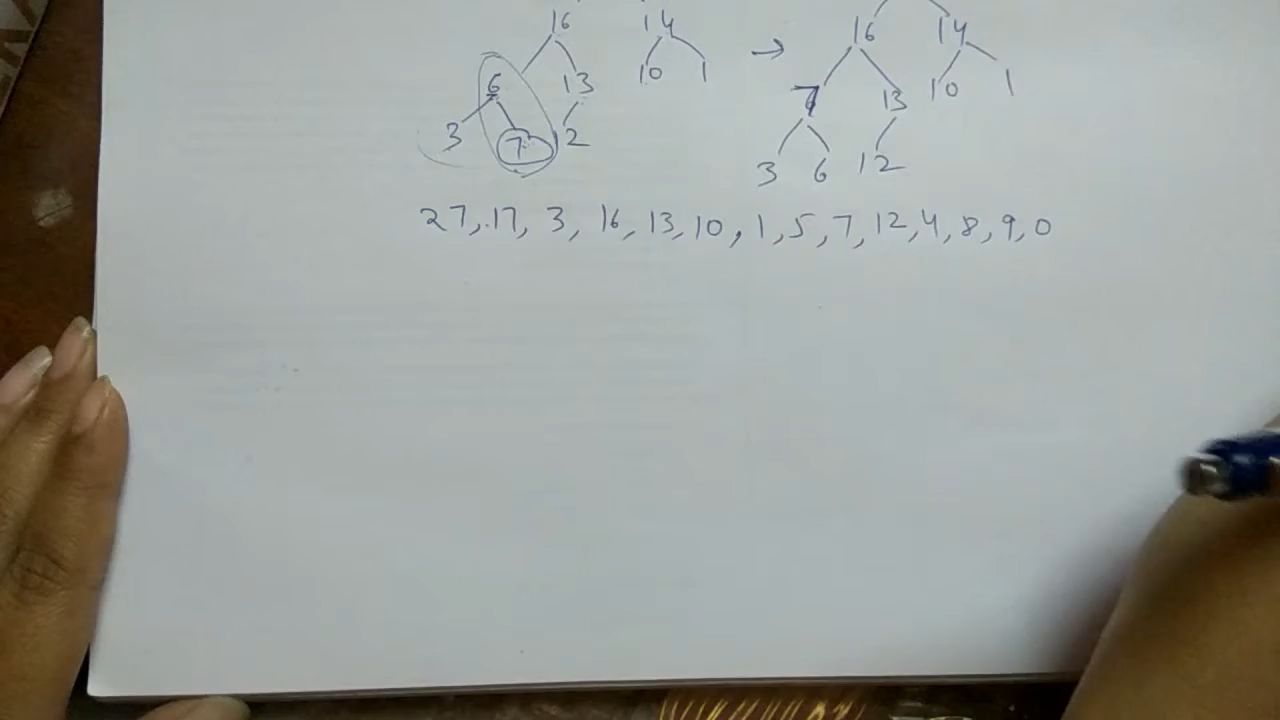 16 14 → 16 14
6 13 10 1 7 13 10 1
3 7 2 3 6 12
27, 17, 3, 16, 13, 10, 1, 5, 7, 12, 4, 8, 9, 0